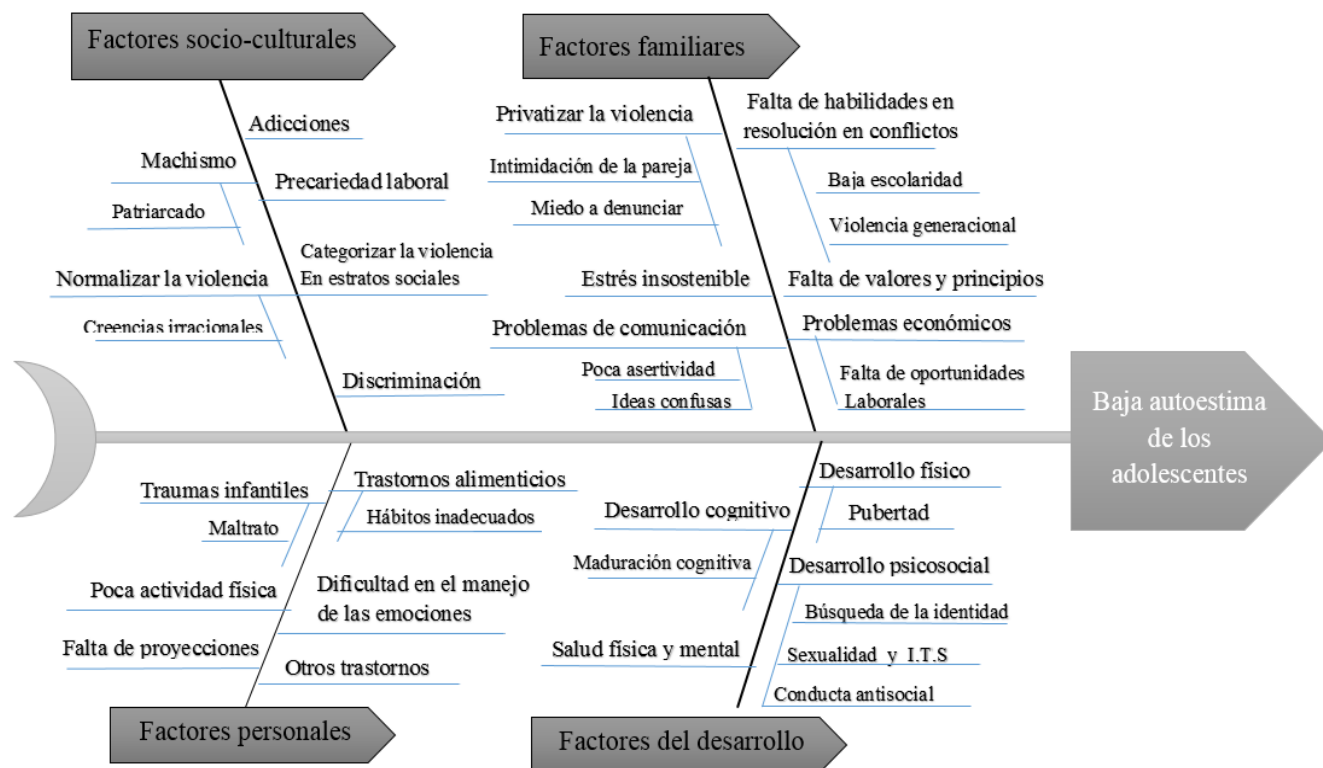 Factores socio-culturales
Adicciones
Machismo
Precariedad laboral
Patriarcado
Categorizar la violencia
En estratos sociales
Normalizar la violencia
Creencias irracionales
Discriminación
Factores familiares
Privatizar la violencia
Intimidación de la pareja
Miedo a denunciar
Falta de habilidades en
resolución en conflictos
Baja escolaridad
Violencia generacional
Estrés insostenible
Falta de valores y principios
Problemas de comunicación
Poca asertividad
Ideas confusas
Problemas económicos
Falta de oportunidades
Laborales
Baja autoestima
de los
adolescentes
Traumas infantiles
Maltrato
Trastornos alimenticios
Hábitos inadecuados
Poca actividad física
Dificultad en el manejo
de las emociones
Falta de proyecciones
Otros trastornos
Factores personales
Desarrollo físico
Pubertad
Desarrollo cognitivo
Maduración cognitiva
Desarrollo psicosocial
Búsqueda de la identidad
Sexualidad y I.T.S
Conducta antisocial
Salud física y mental
Factores del desarrollo